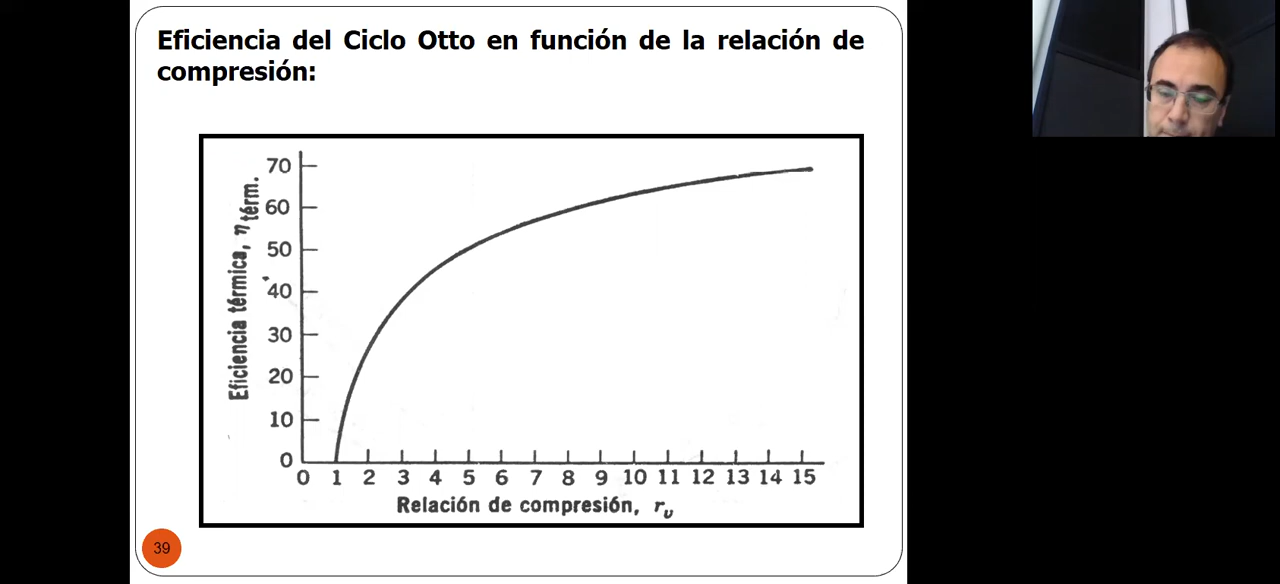 Eficiencia del Ciclo Otto en función de la relación de
compresión:
Eficiencia térmica, η térm.
70
60
50
40
30
20
10
0
0 1 2 3 4 5 6 7 8 9 10 11 12 13 14 15
Relación de compresión, rυ
39